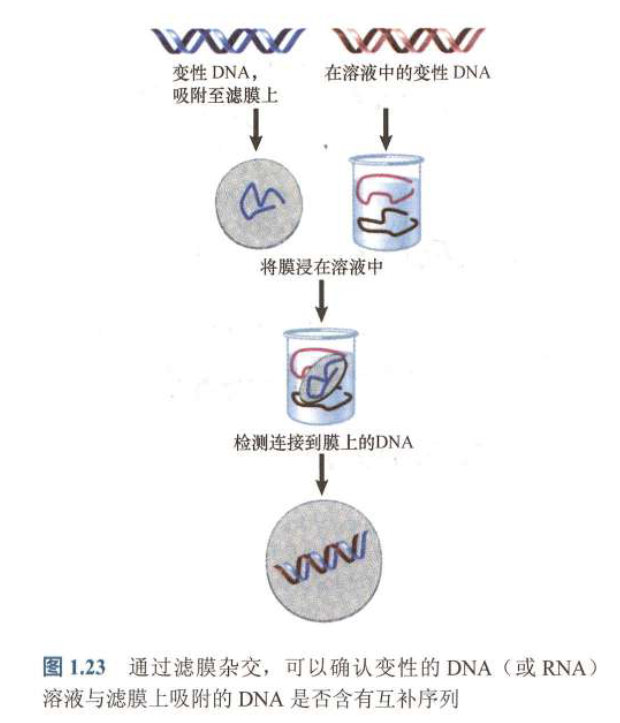 变性 DNA，
吸附至滤膜上
在溶液中的变性 DNA
将膜浸在溶液中
检测连接到膜上的DNA
图 1.23 通过滤膜杂交，可以确认变性的 DNA（或 RNA）
溶液与滤膜上吸附的 DNA 是否含有互补序列